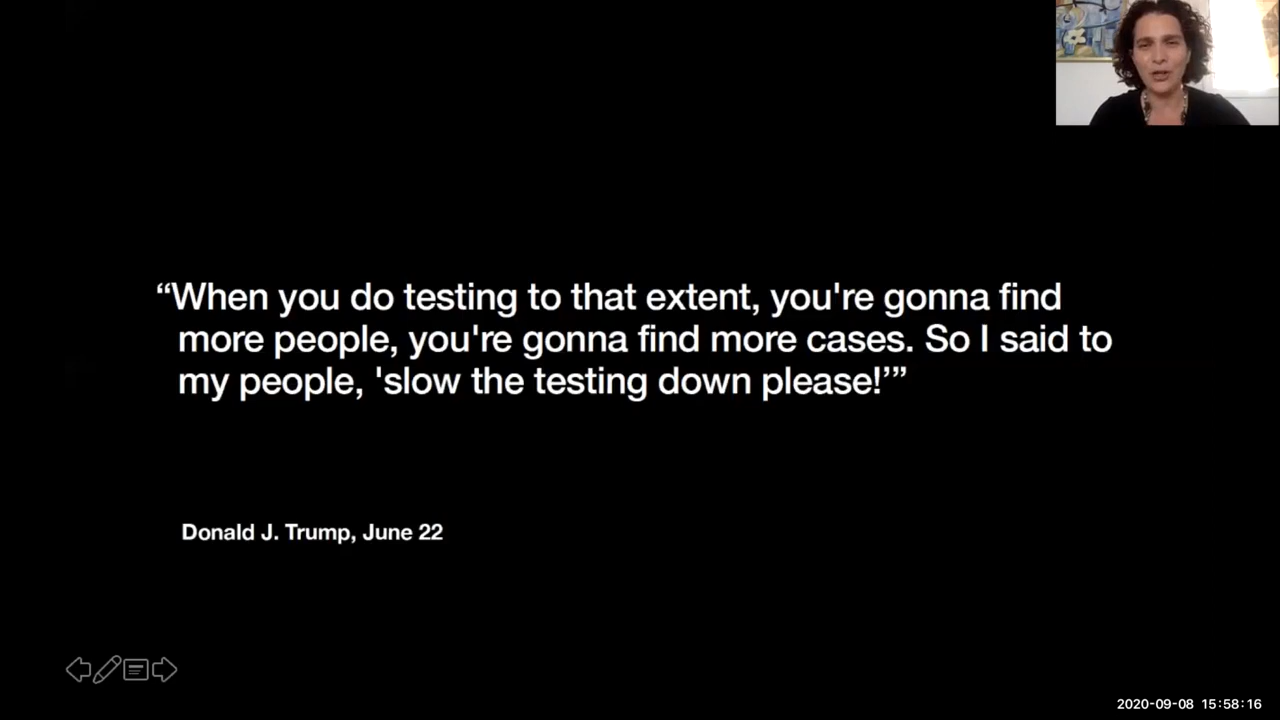 “When you do testing to that extent, you're gonna find
more people, you're gonna find more cases. So I said to
my people, 'slow the testing down please!’”
Donald J. Trump, June 22
2020-09-08 15:58:16